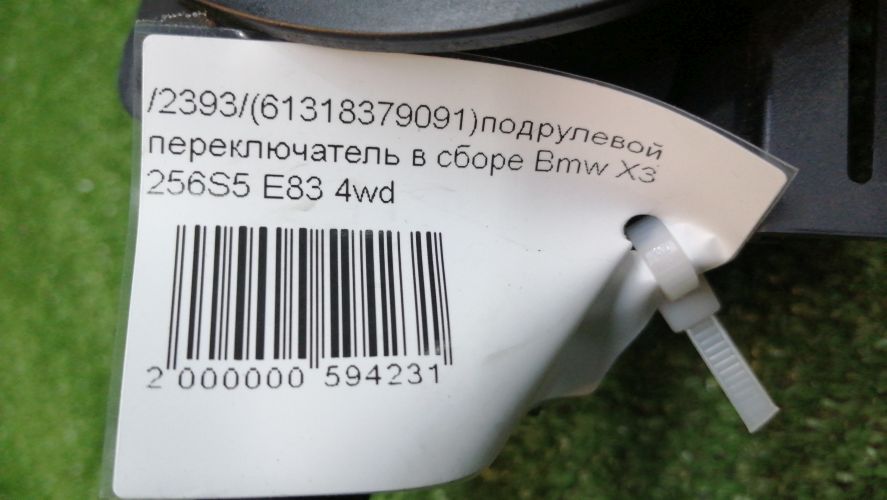 /2393/(61318379091)подрулевой
переключатель в сборе Bmw X3
256S5 E83 4wd
2 000000 594231